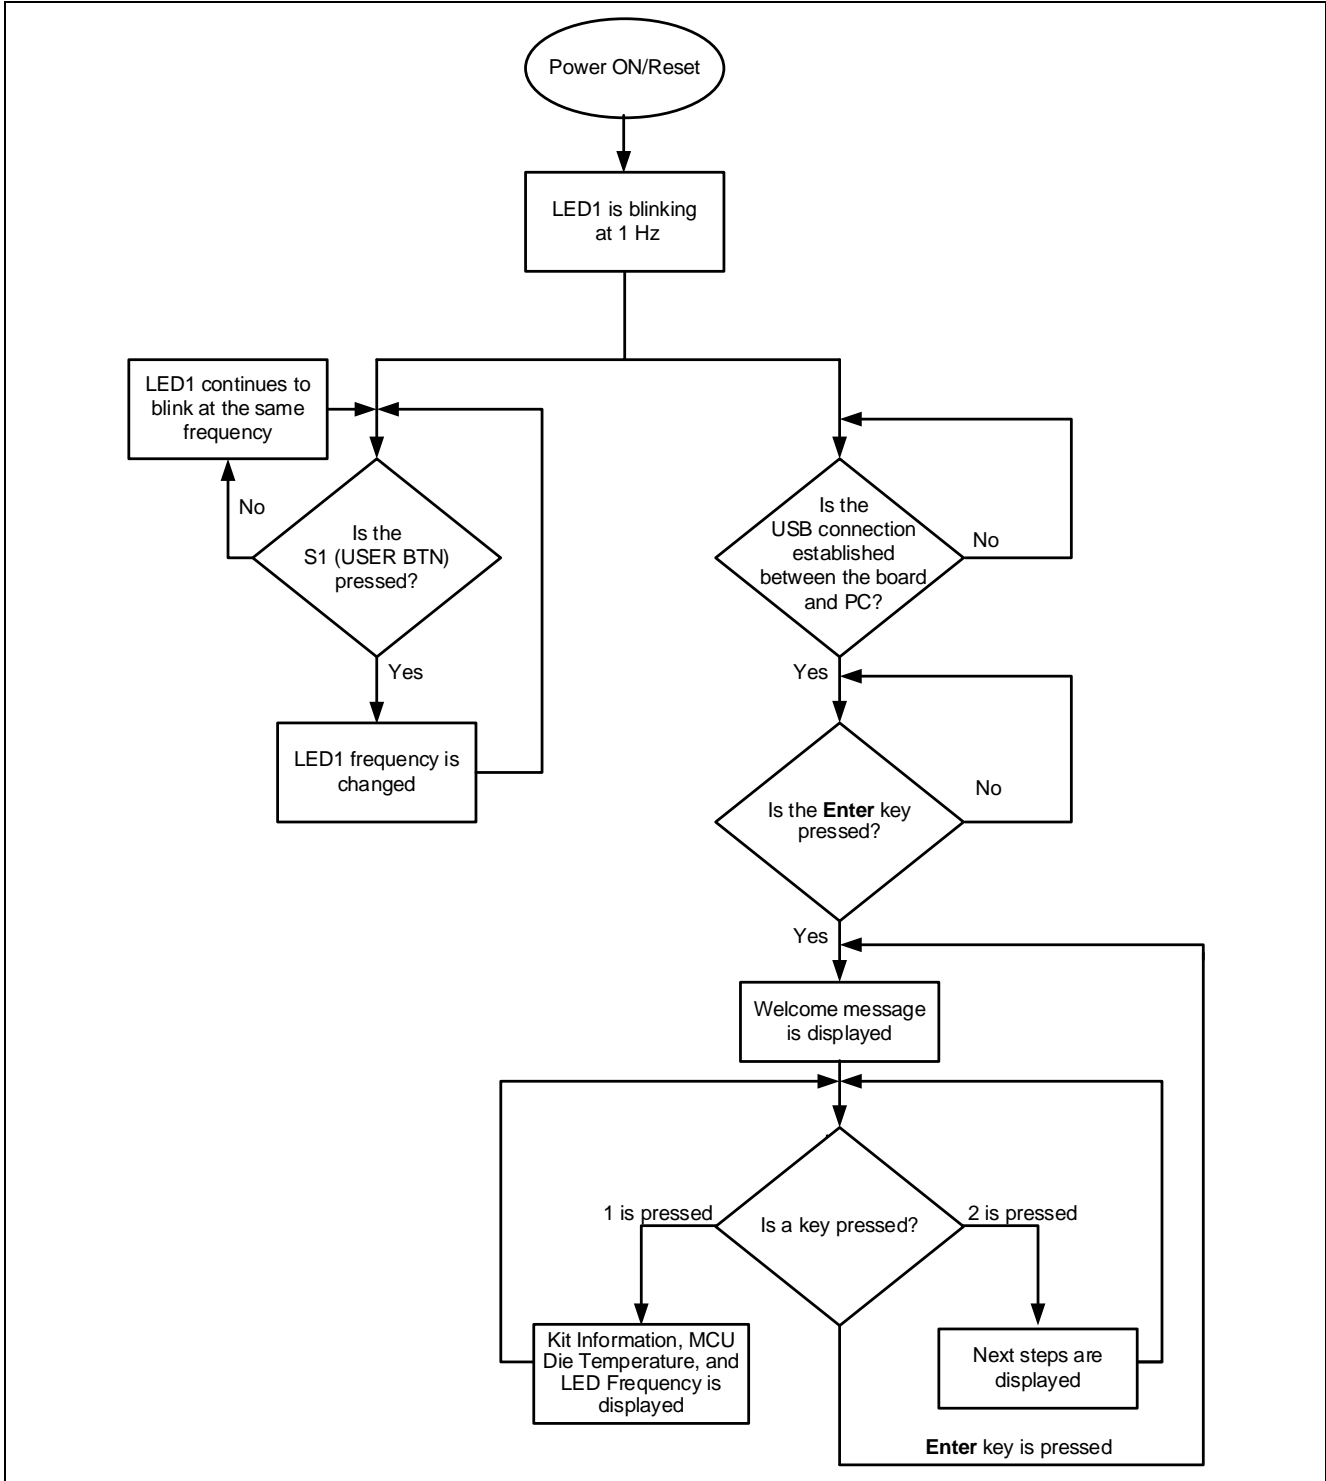 Power ON/Reset
LED1 is blinking
at 1 Hz
LED1 continues to
blink at the same
frequency
No
Is the
S1 (USER BTN)
pressed?
Yes
LED1 frequency is
changed
Is the
USB connection
established
between the board
and PC?
No
Yes
Is the Enter key
pressed?
No
Yes
Welcome message
is displayed
Is a key pressed?
1 is pressed
2 is pressed
Kit Information, MCU
Die Temperature, and
LED Frequency is
displayed
Next steps are
displayed
Enter key is pressed